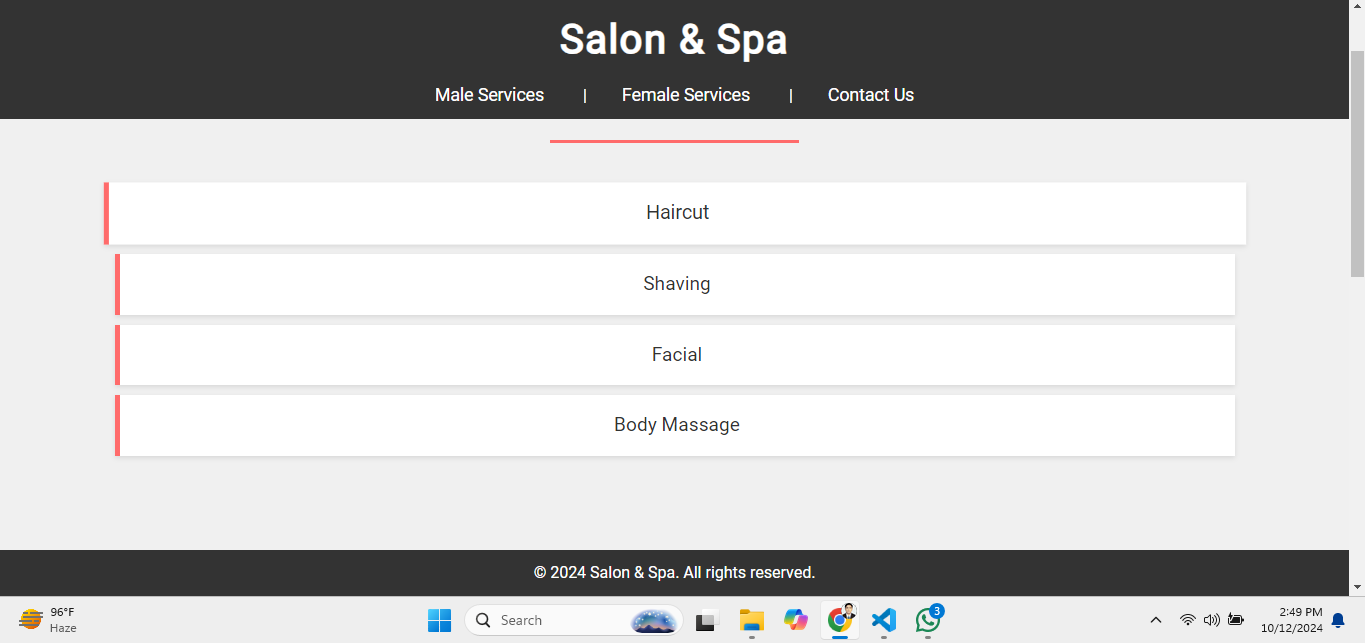 Salon & Spa
Male Services | Female Services | Contact Us
Haircut
Shaving
Facial
Body Massage
© 2024 Salon & Spa. All rights reserved.
96°F
Haze
Search
3
2:49 PM
10/12/2024